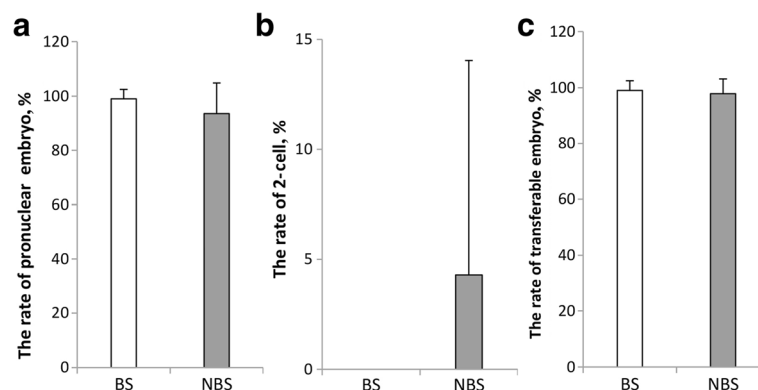 a
The rate of pronuclear embryo, %
120
100
80
60
40
20
0
BS NBS
b
The rate of 2-cell, %
15
10
5
0
BS NBS
c
The rate of transferable embryo, %
120
100
80
60
40
20
0
BS NBS